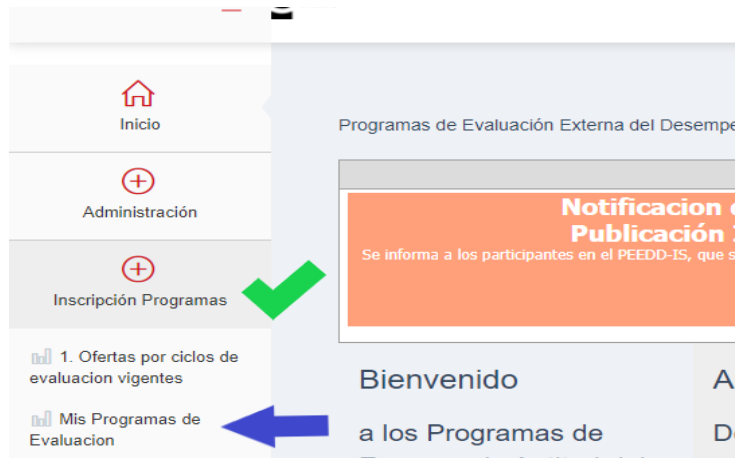 Inicio
Administración
Inscripción Programas
1. Ofertas por ciclos de
evaluacion vigentes
Mis Programas de
Evaluacion
Programas de Evaluación Externa del Desempe
Notificacion
Publicación
Se informa a los participantes en el PEEDD-IS, que s
Bienvenido
a los Programas de